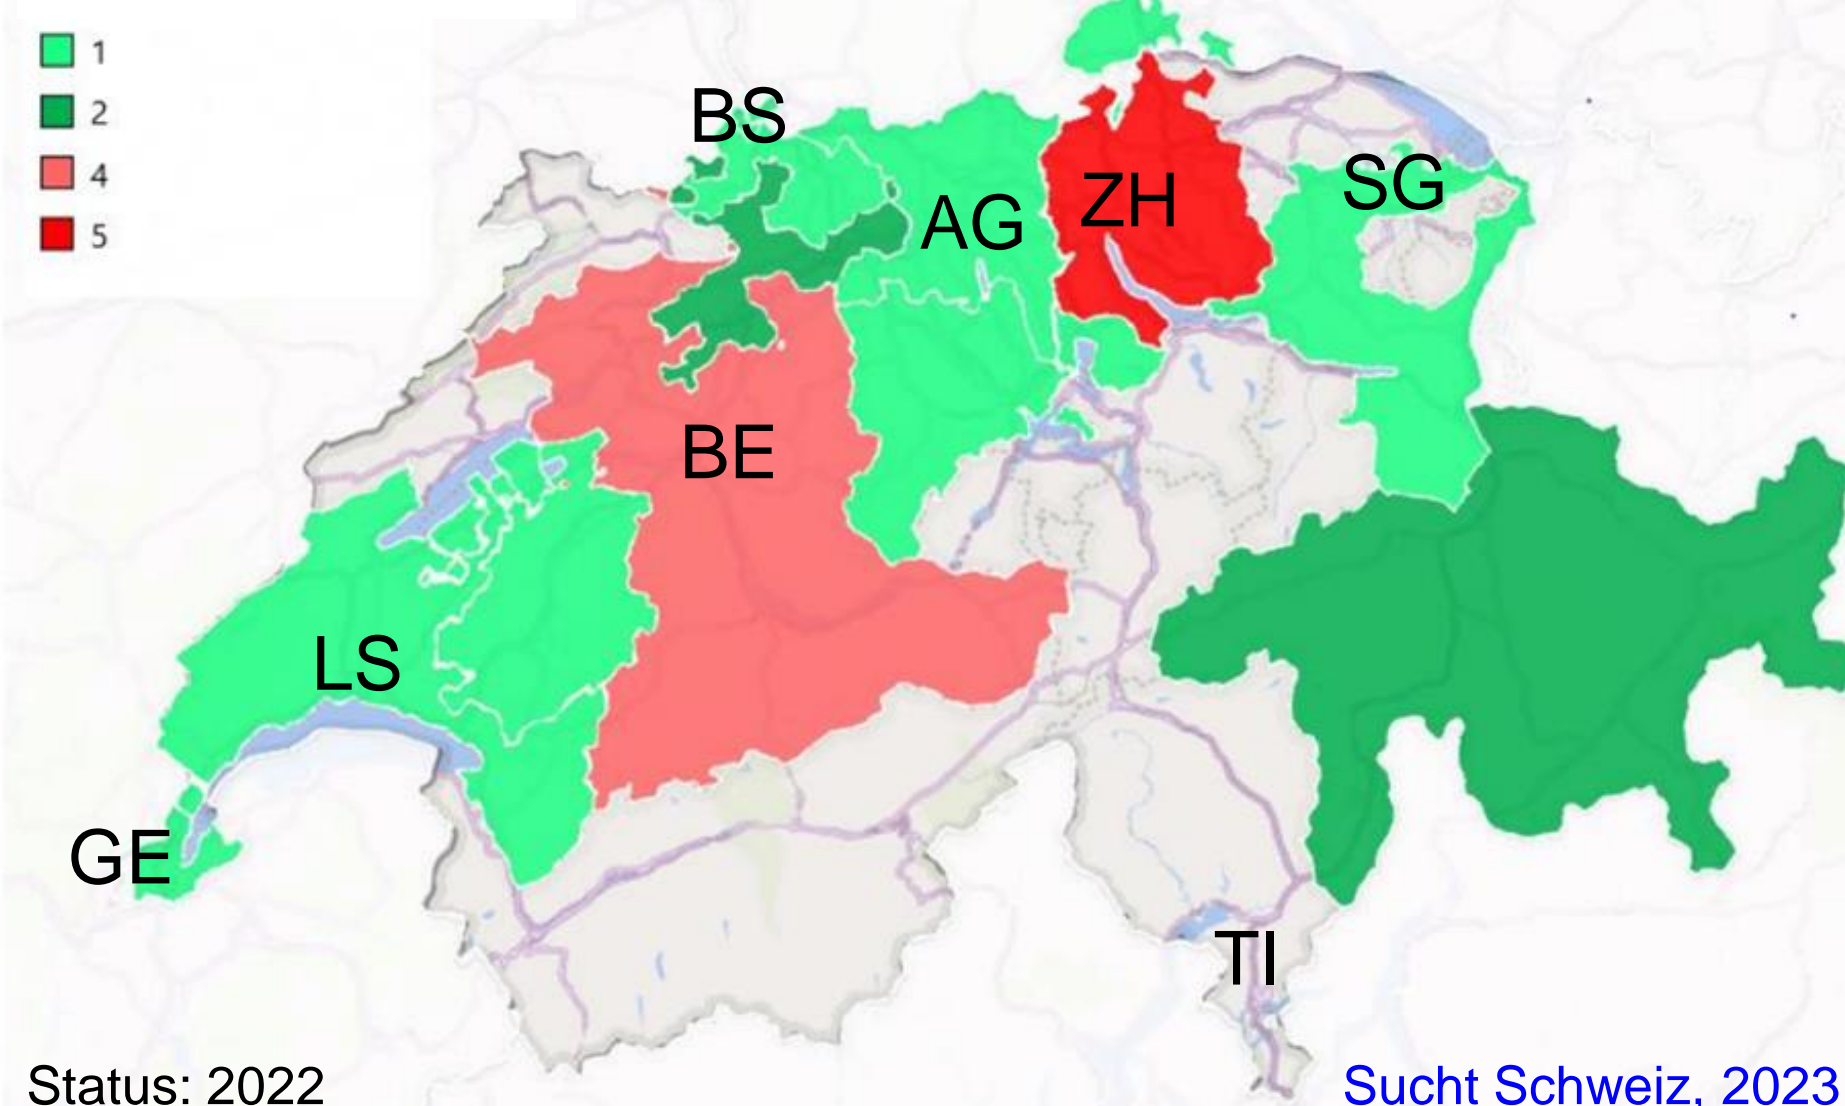 1
2
4
5
BS
AG
ZH
SG
BE
LS
GE
TI
Status: 2022
Sucht Schweiz, 2023